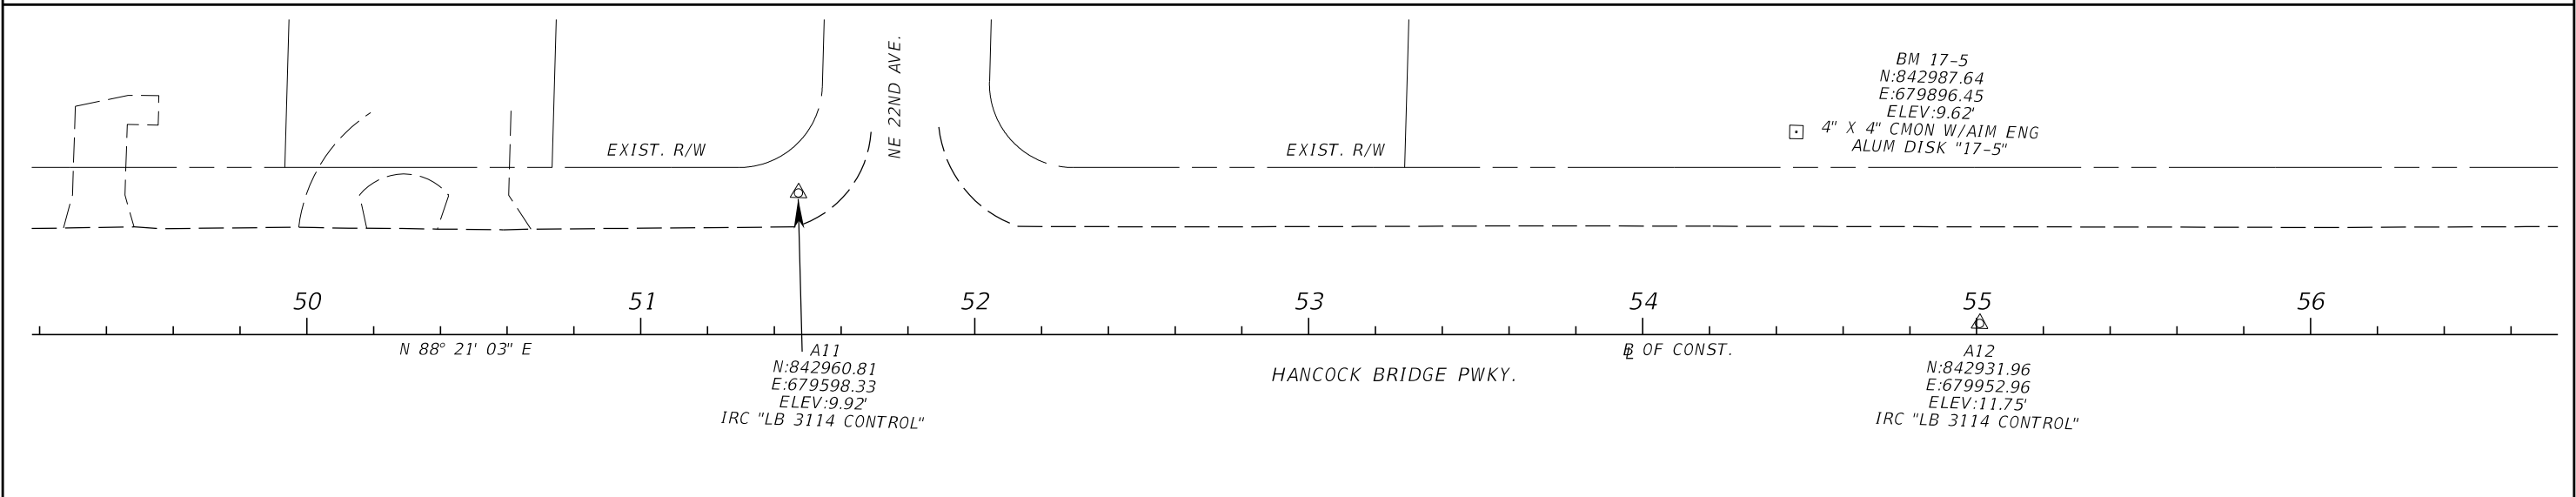 NE 22ND AVE.
BM 17-5
N:842987.64
E:679896.45
ELEV:9.62'
4" X 4" CMON W/AIM ENG
ALUM DISK "17-5"
EXIST. R/W
EXIST. R/W
50
51
52
53
54
55
56
N 88° 21' 03" E
A11
N:842960.81
E:679598.33
ELEV:9.92'
IRC "LB 3114 CONTROL"
HANCOCK BRIDGE PWKY.
BL OF CONST.
A12
N:842931.96
E:679952.96
ELEV:11.75'
IRC "LB 3114 CONTROL"